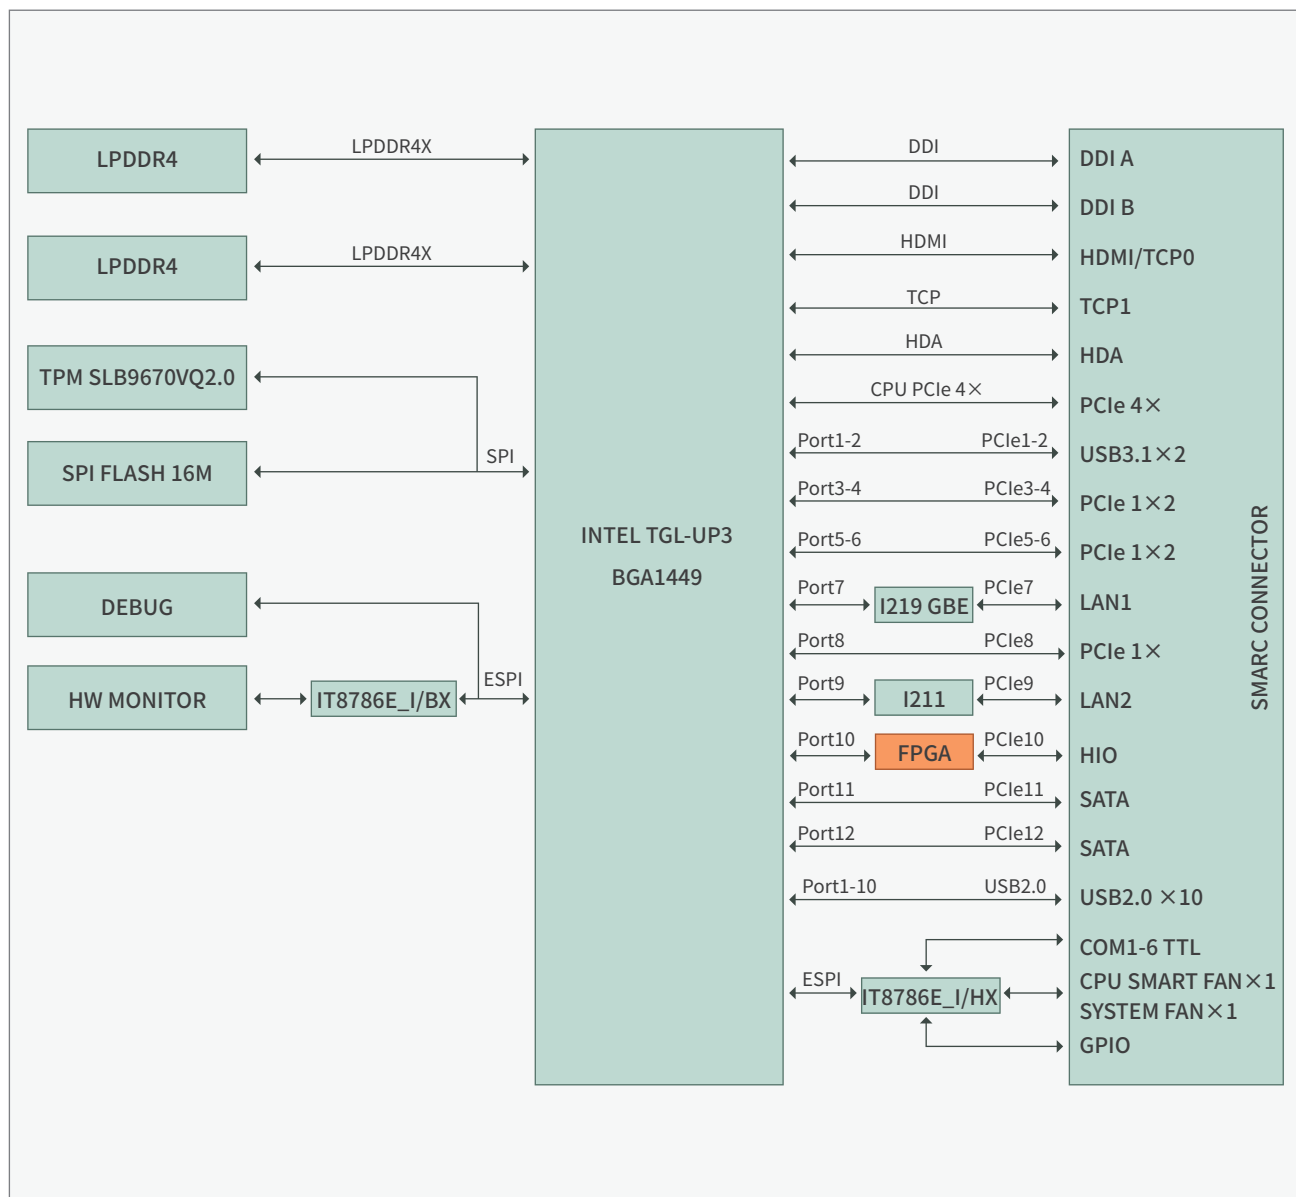 LPDDR4
LPDDR4X
LPDDR4
LPDDR4X
TPM SLB9670VQ2.0
SPI FLASH 16M
SPI
DEBUG
HW MONITOR
IT8786E_I/BX
ESPI
INTEL TGL-UP3
BGA1449
DDI
DDI A
DDI
DDI B
HDMI
HDMI/TCP0
TCP
TCP1
HDA
HDA
CPU PCIe 4×
PCIe 4×
Port1-2
PCIe1-2
USB3.1×2
Port3-4
PCIe3-4
PCIe 1×2
Port5-6
PCIe5-6
PCIe 1×2
Port7
I219 GBE
PCIe7
LAN1
Port8
PCIe8
PCIe 1×
Port9
I211
PCIe9
LAN2
Port10
FPGA
PCIe10
HIO
Port11
PCIe11
SATA
Port12
PCIe12
SATA
Port1-10
USB2.0
USB2.0 ×10
COM1-6 TTL
ESPI
IT8786E_I/HX
CPU SMART FAN×1
SYSTEM FAN×1
GPIO
SMARC CONNECTOR